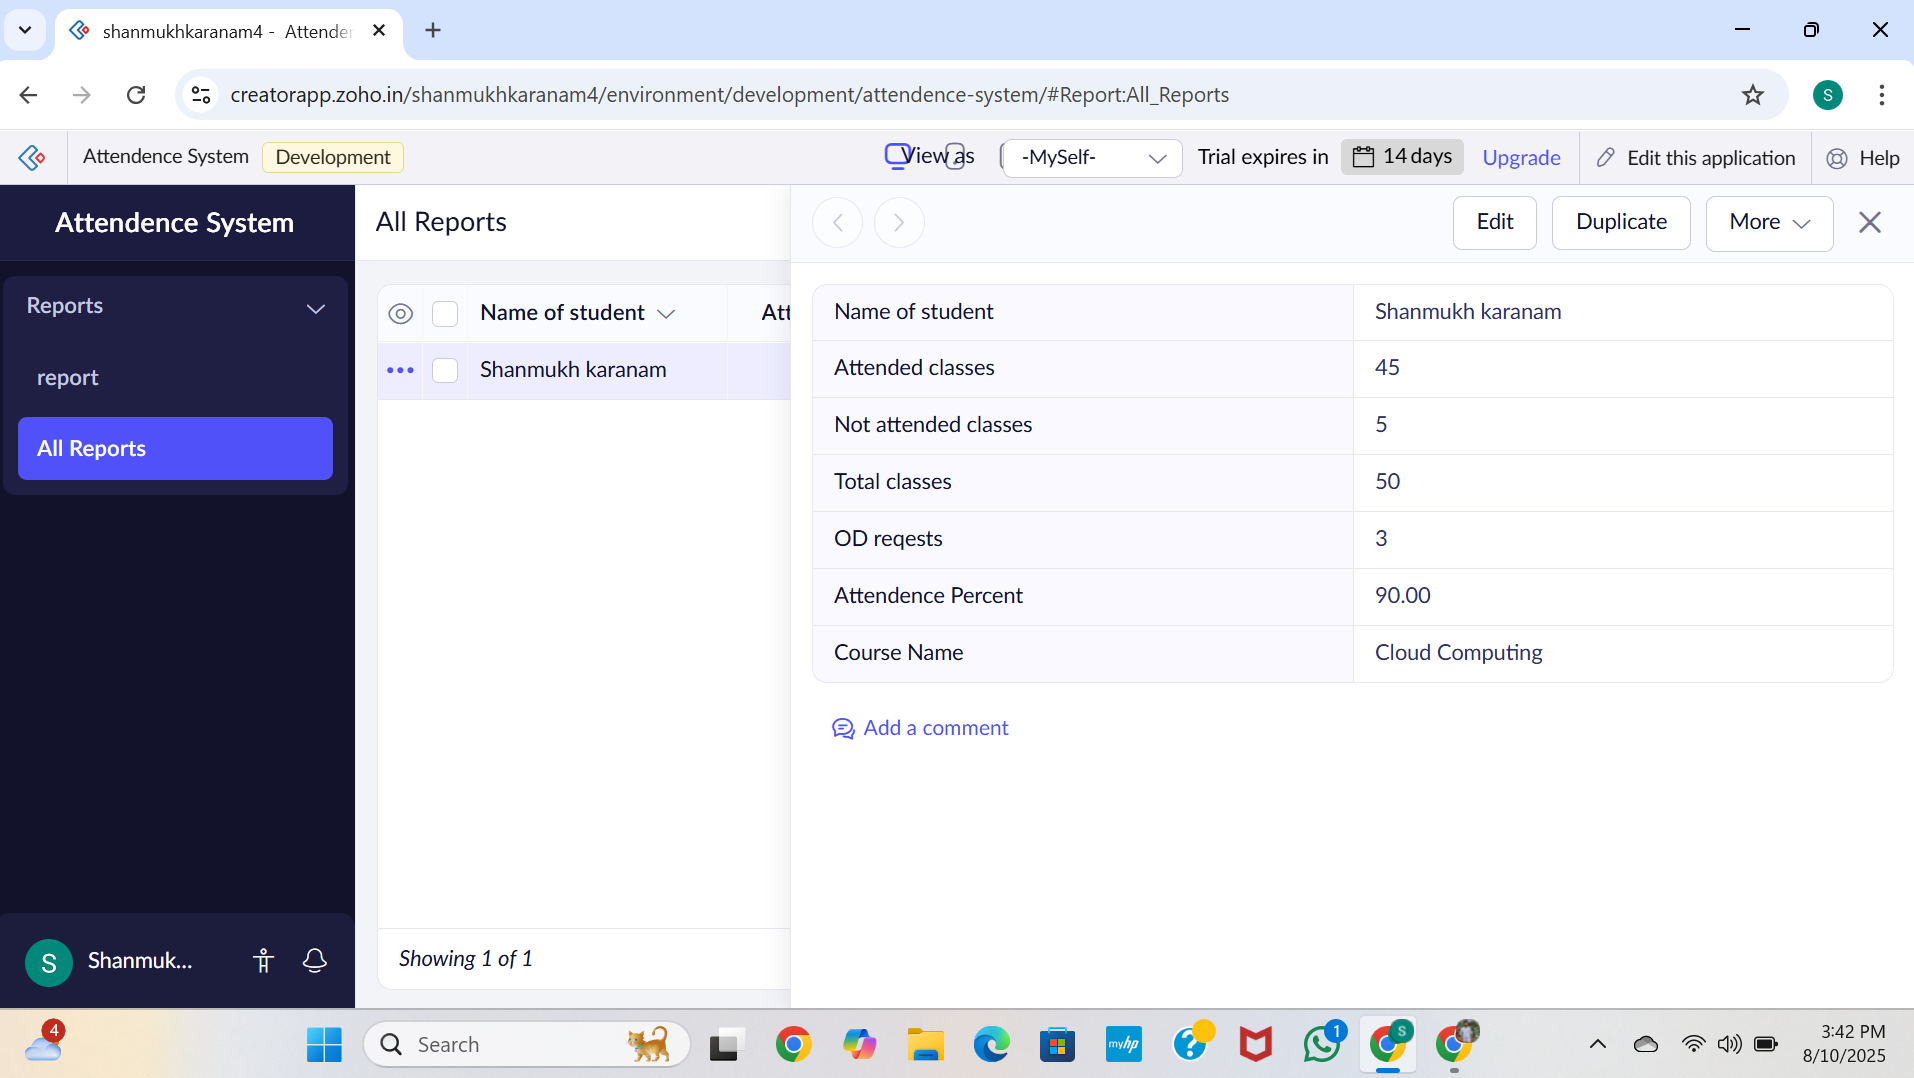 shanmukhkaranam4 - Attender
creatorapp.zoho.in/shanmukhkaranam4/environment/development/attendence-system/#Report:All_Reports
S
Attendence System
Development
View as
-MySelf-
Trial expires in
14 days
Upgrade
Edit this application
Help
Attendence System
Reports
report
All Reports
Shanmuk...
S
All Reports
Name of student
Att
Shanmukh karanam
Showing 1 of 1
Edit
Duplicate
More
Name of student Shanmukh karanam
Attended classes 45
Not attended classes 5
Total classes 50
OD reqests 3
Attendence Percent 90.00
Course Name Cloud Computing
Add a comment
4
Search
myhp
?
1
S
3:42 PM
8/10/2025